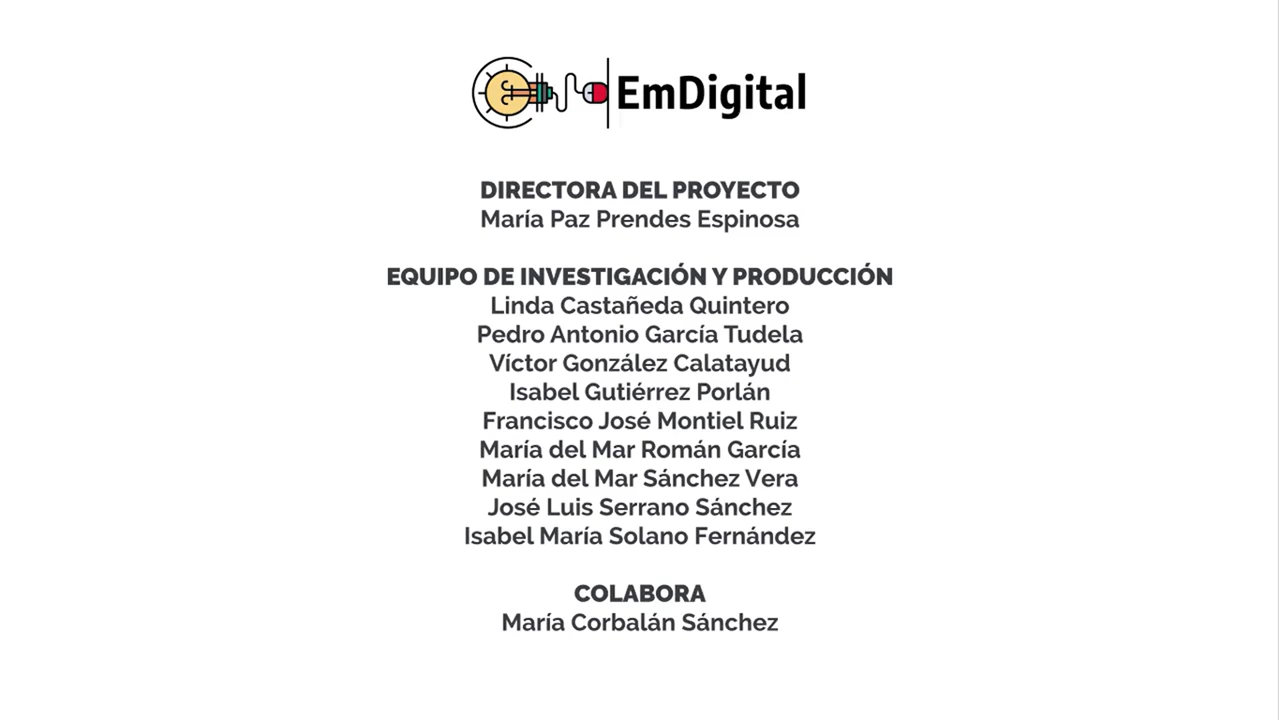 EmDigital
DIRECTORA DEL PROYECTO
María Paz Prendes Espinosa
EQUIPO DE INVESTIGACIÓN Y PRODUCCIÓN
Linda Castañeda Quintero
Pedro Antonio García Tudela
Víctor González Calatayud
Isabel Gutiérrez Porlán
Francisco José Montiel Ruiz
María del Mar Román García
María del Mar Sánchez Vera
José Luis Serrano Sánchez
Isabel María Solano Fernández
COLABORA
María Corbalán Sánchez